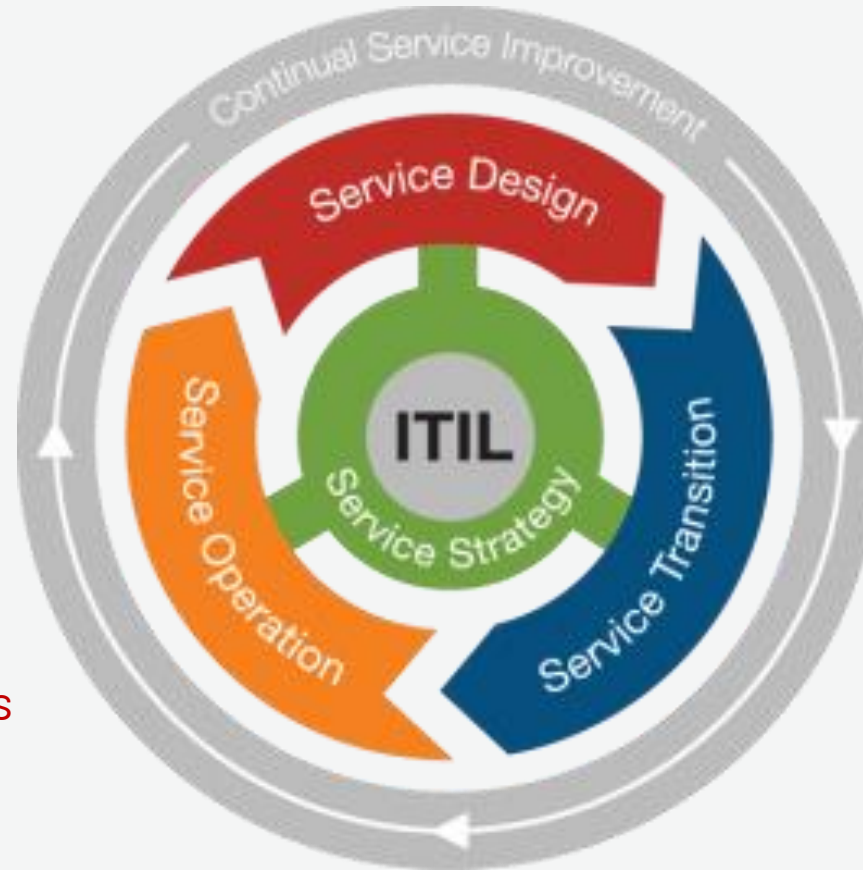 Continual Service Improvement
Service Design
Service Transition
Service Operation
Service Strategy
ITIL
s